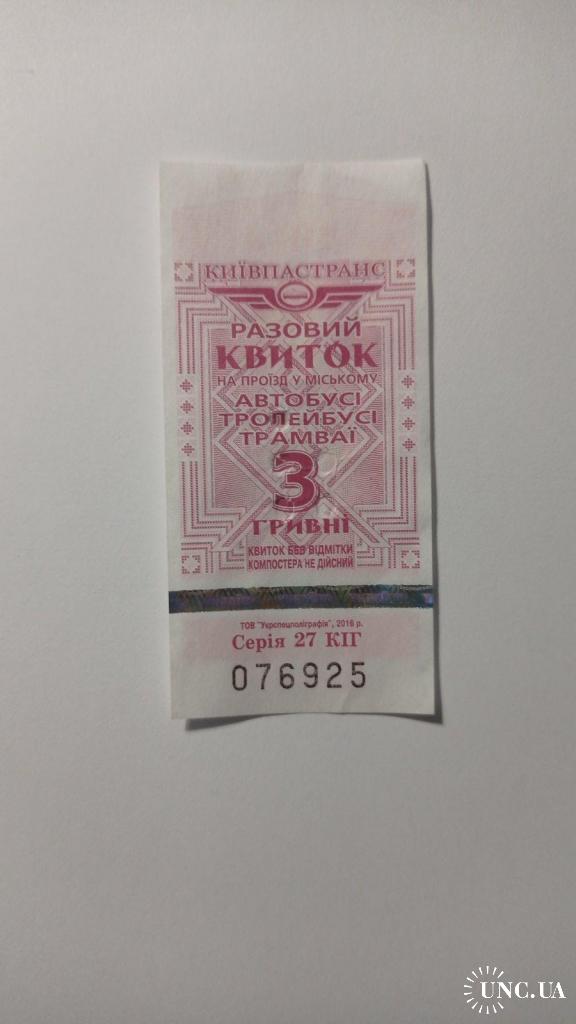 КИЇВПАСТРАНС
РАЗОВИЙ
КВИТОК
НА ПРОЇЗД У МІСЬКОМУ
АВТОБУСІ
ТРОЛЕЙБУСІ
ТРАМВАЇ
3
ГРИВНІ
КВИТОК БЕЗ ВІДМІТКИ
КОМПОСТЕРА НЕ ДІЙСНИЙ
ТОВ "Укрспецполіграфія", 2016 р.
Серія 27 КІГ
076925
UNC.UA